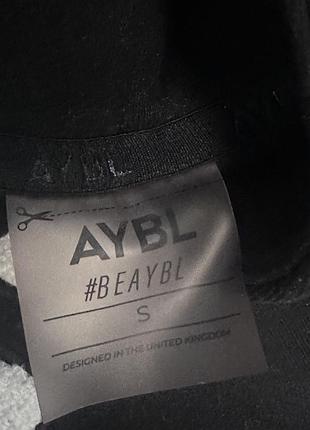 AYBL
AYBL
#BEAYBL
S
DESIGNED IN THE UNITED KINGDOM